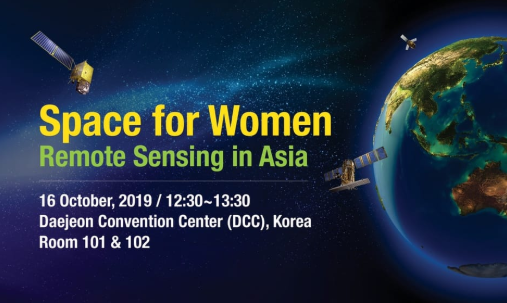 Space for Women
Remote Sensing in Asia
16 October, 2019 / 12:30~13:30
Daejeon Convention Center (DCC), Korea
Room 101 & 102